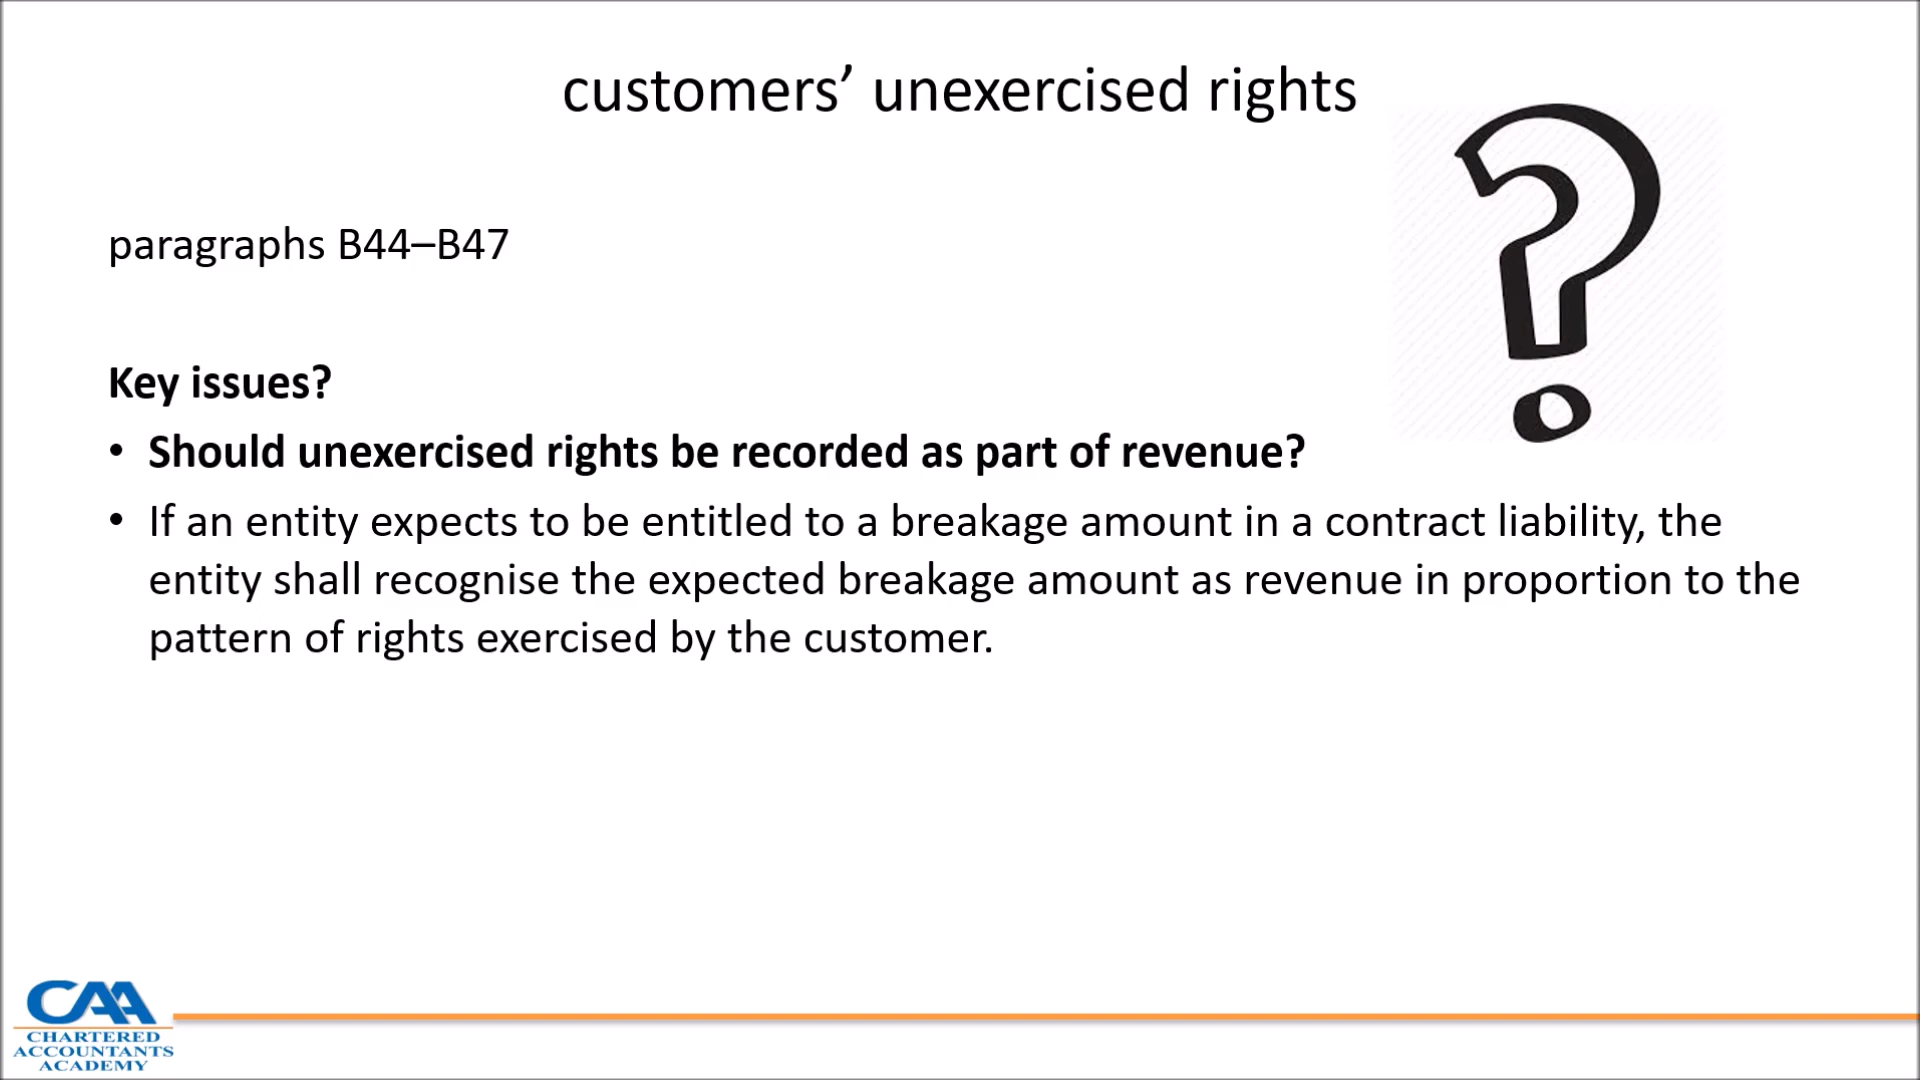 customers’ unexercised rights
paragraphs B44–B47
Key issues?
• Should unexercised rights be recorded as part of revenue?
• If an entity expects to be entitled to a breakage amount in a contract liability, the
entity shall recognise the expected breakage amount as revenue in proportion to the
pattern of rights exercised by the customer.
?
CAA
CHARTERED
ACCOUNTANTS
ACADEMY